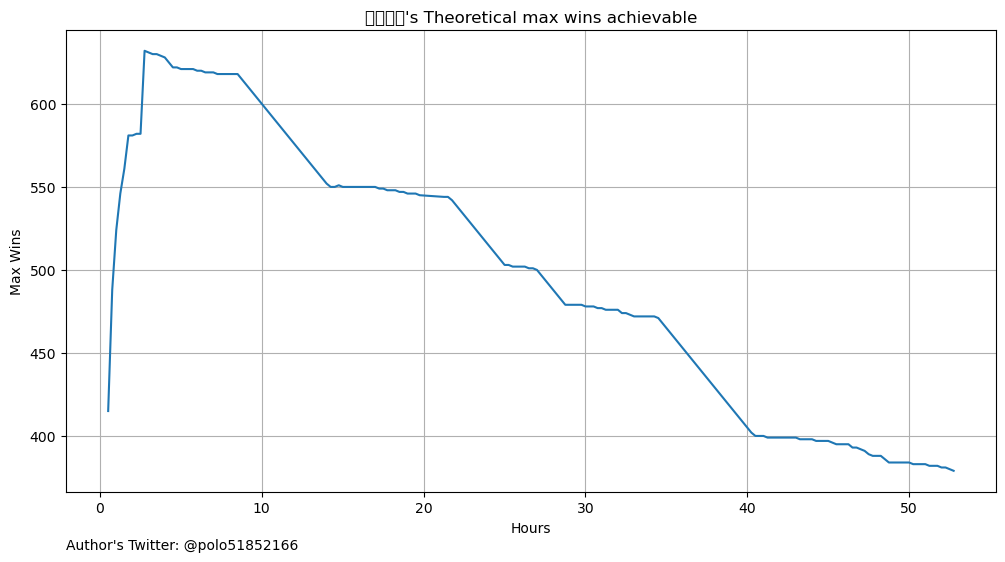 's Theoretical max wins achievable
Max Wins
600
550
500
450
400
0 10 20 30 40 50
Hours
Author's Twitter: @polo51852166